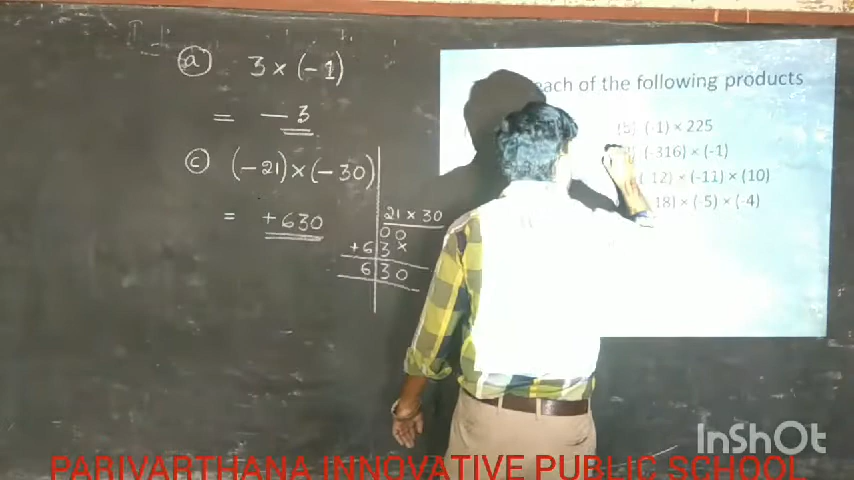 (a) 3 × (-1)
= -3
(c) (-21) × (-30)
= +630
21 × 30
00
+63×
630
each of the following products
(b) (-1) × 225
(-316) × (-1)
12) × (-11) × (10)
18) × (-5) × (-4)
InShOt
PARIVARTHANA INNOVATIVE PUBLIC SCHOOL